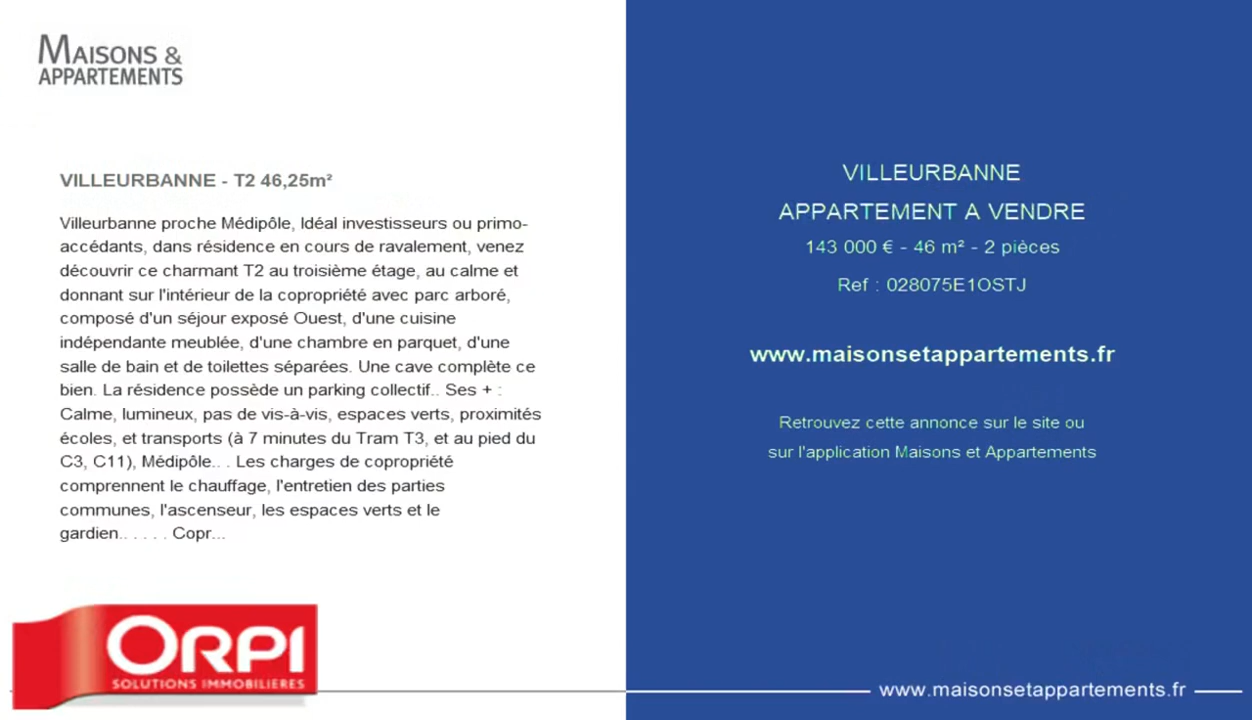 MAISONS &
APPARTEMENTS
VILLEURBANNE - T2 46,25m²
Villeurbanne proche Médipôle, Idéal investisseurs ou primo-
accédants, dans résidence en cours de ravalement, venez
découvrir ce charmant T2 au troisième étage, au calme et
donnant sur l'intérieur de la copropriété avec parc arboré,
composé d'un séjour exposé Ouest, d'une cuisine
indépendante meublée, d'une chambre en parquet, d'une
salle de bain et de toilettes séparées. Une cave complète ce
bien. La résidence possède un parking collectif.. Ses + :
Calme, lumineux, pas de vis-à-vis, espaces verts, proximités
écoles, et transports (à 7 minutes du Tram T3, et au pied du
C3, C11), Médipôle.. . Les charges de copropriété
comprennent le chauffage, l'entretien des parties
communes, l'ascenseur, les espaces verts et le
gardien.. . . . . Copr...
ORPI
SOLUTIONS IMMOBILIERES
VILLEURBANNE
APPARTEMENT A VENDRE
143 000 € - 46 m² - 2 pièces
Ref : 028075E1OSTJ
www.maisonsetappartements.fr
Retrouvez cette annonce sur le site ou
sur l'application Maisons et Appartements
www.maisonsetappartements.fr